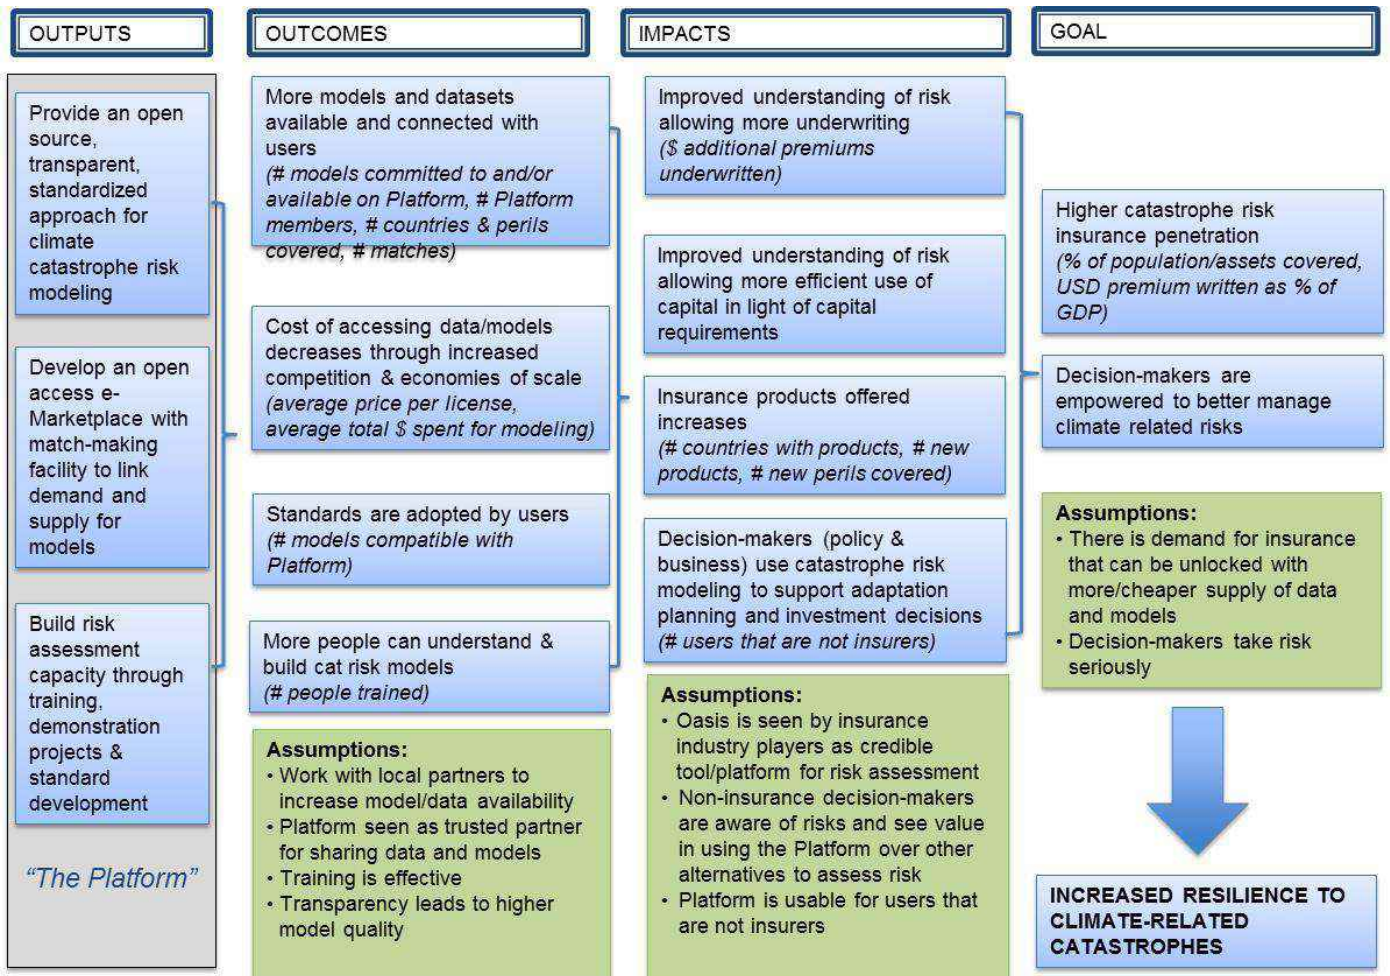 OUTPUTS
Provide an open
source,
transparent,
standardized
approach for
climate
catastrophe risk
modeling
Develop an open
access e-
Marketplace with
match-making
facility to link
demand and
supply for
models
Build risk
assessment
capacity through
training,
demonstration
projects &
standard
development
“The Platform”
OUTCOMES
More models and datasets
available and connected with
users
(# models committed to and/or
available on Platform, # Platform
members, # countries & perils
covered, # matches)
Cost of accessing data/models
decreases through increased
competition & economies of scale
(average price per license,
average total $ spent for modeling)
Standards are adopted by users
(# models compatible with
Platform)
More people can understand &
build cat risk models
(# people trained)
Assumptions:
• Work with local partners to
increase model/data availability
• Platform seen as trusted partner
for sharing data and models
• Training is effective
• Transparency leads to higher
model quality
IMPACTS
Improved understanding of risk
allowing more underwriting
($ additional premiums
underwritten)
Improved understanding of risk
allowing more efficient use of
capital in light of capital
requirements
Insurance products offered
increases
(# countries with products, # new
products, # new perils covered)
Decision-makers (policy &
business) use catastrophe risk
modeling to support adaptation
planning and investment decisions
(# users that are not insurers)
Assumptions:
• Oasis is seen by insurance
industry players as credible
tool/platform for risk assessment
• Non-insurance decision-makers
are aware of risks and see value
in using the Platform over other
alternatives to assess risk
• Platform is usable for users that
are not insurers
GOAL
Higher catastrophe risk
insurance penetration
(% of population/assets covered,
USD premium written as % of
GDP)
Decision-makers are
empowered to better manage
climate related risks
Assumptions:
• There is demand for insurance
that can be unlocked with
more/cheaper supply of data
and models
• Decision-makers take risk
seriously
INCREASED RESILIENCE TO
CLIMATE-RELATED
CATASTROPHES